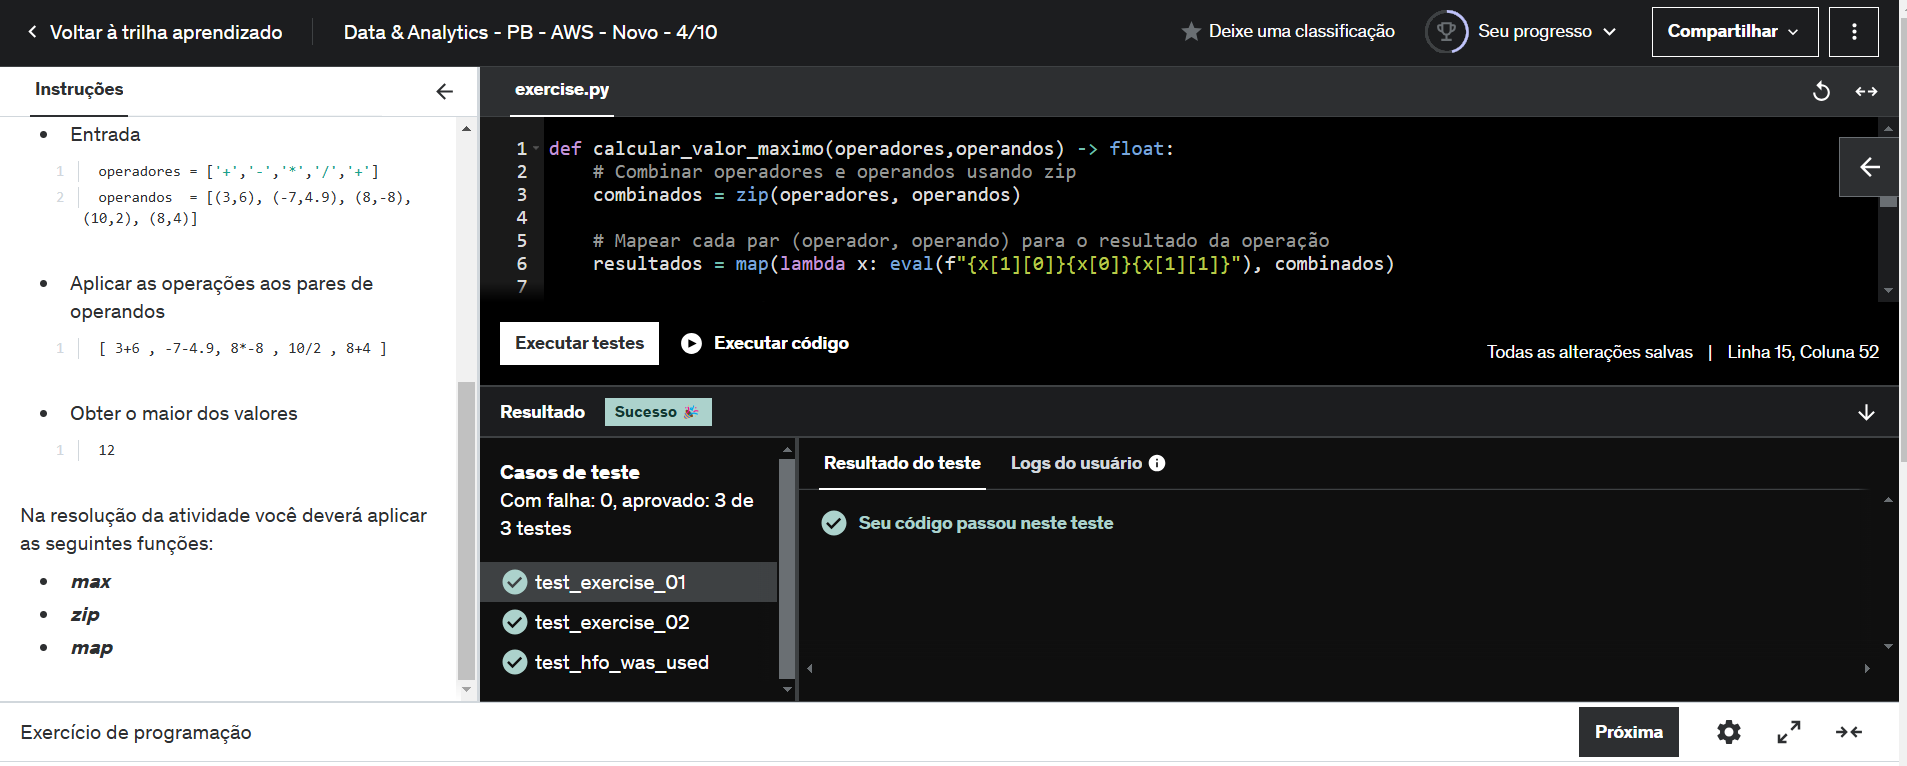 Voltar à trilha aprendizado
Data & Analytics - PB - AWS - Novo - 4/10
Deixe uma classificação
Seu progresso
Compartilhar
Instruções
Entrada
1 operadores = ['+','-','*','/','+']
2 operandos  = [(3,6), (-7,4.9), (8,-8),
(10,2), (8,4)]
Aplicar as operações aos pares de
operandos
1 [ 3+6 , -7-4.9, 8*-8 , 10/2 , 8+4 ]
Obter o maior dos valores
1 12
Na resolução da atividade você deverá aplicar
as seguintes funções:
max
zip
map
exercise.py
1 def calcular_valor_maximo(operadores,operandos) -> float:
2     # Combinar operadores e operandos usando zip
3     combinados = zip(operadores, operandos)
4
5     # Mapear cada par (operador, operando) para o resultado da operação
6     resultados = map(lambda x: eval(f"{x[1][0]}{x[0]}{x[1][1]}"), combinados)
7
Executar testes
Executar código
Todas as alterações salvas | Linha 15, Coluna 52
Resultado
Sucesso 🎉
Casos de teste
Com falha: 0, aprovado: 3 de
3 testes
test_exercise_01
test_exercise_02
test_hfo_was_used
Resultado do teste
Logs do usuário
Seu código passou neste teste
Exercício de programação
Próxima